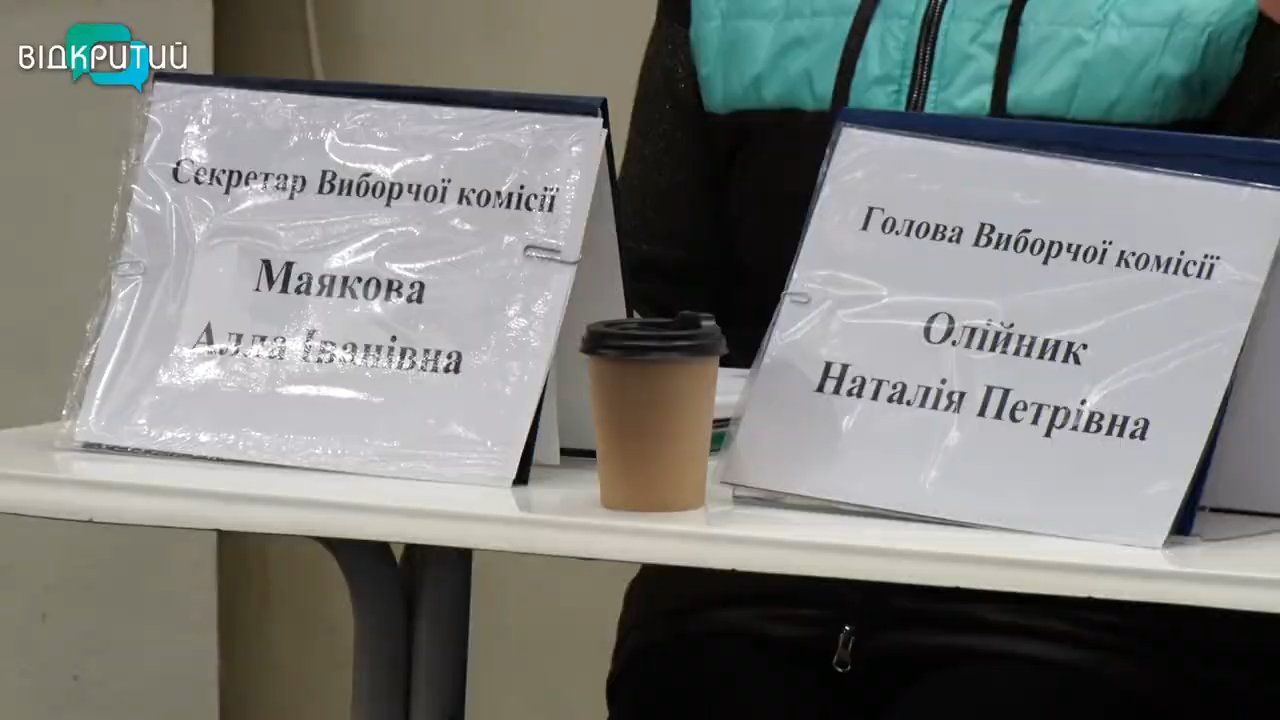 ВІДКРИТИЙ
Секретар Виборчої комісії
Маякова
Алла Іванівна
Голова Виборчої комісії
Олійник
Наталія Петрівна